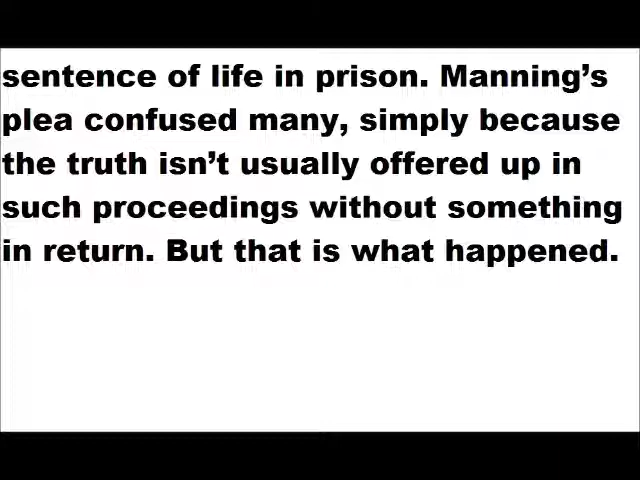 sentence of life in prison. Manning’s
plea confused many, simply because
the truth isn’t usually offered up in
such proceedings without something
in return. But that is what happened.